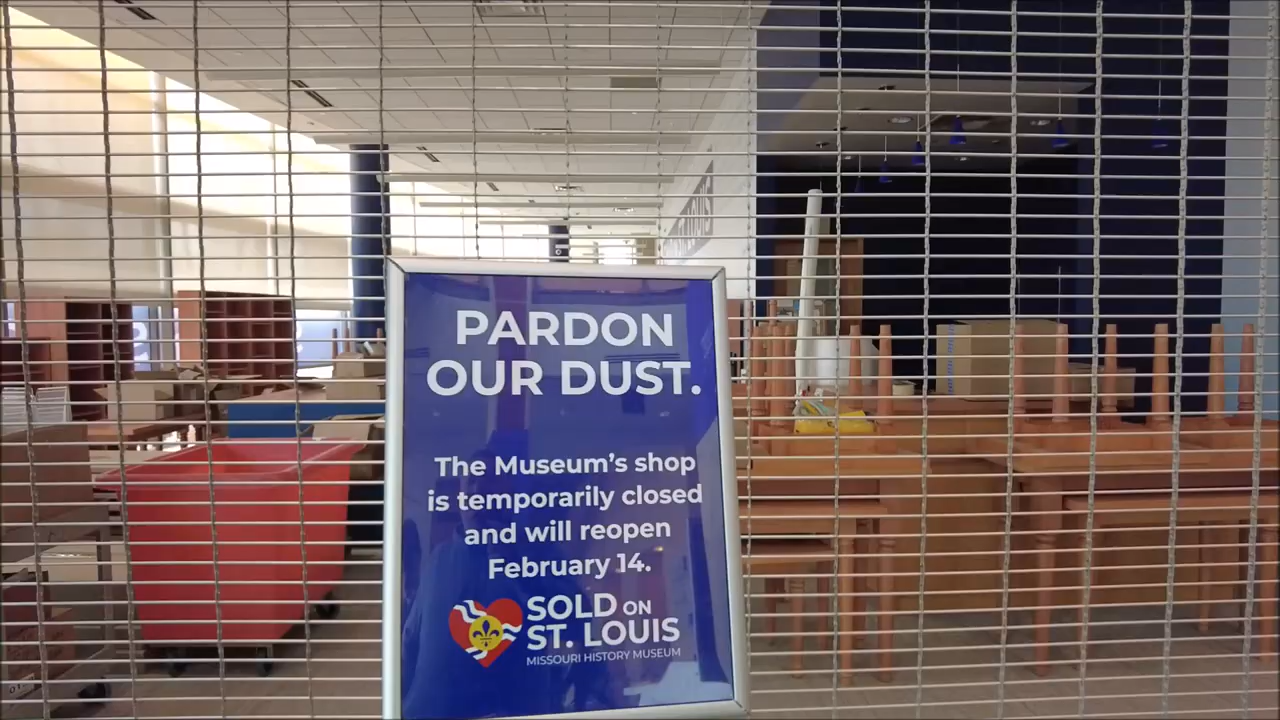 PARDON
OUR DUST.
The Museum's shop
is temporarily closed
and will reopen
February 14.
SOLD ON
ST. LOUIS
MISSOURI HISTORY MUSEUM